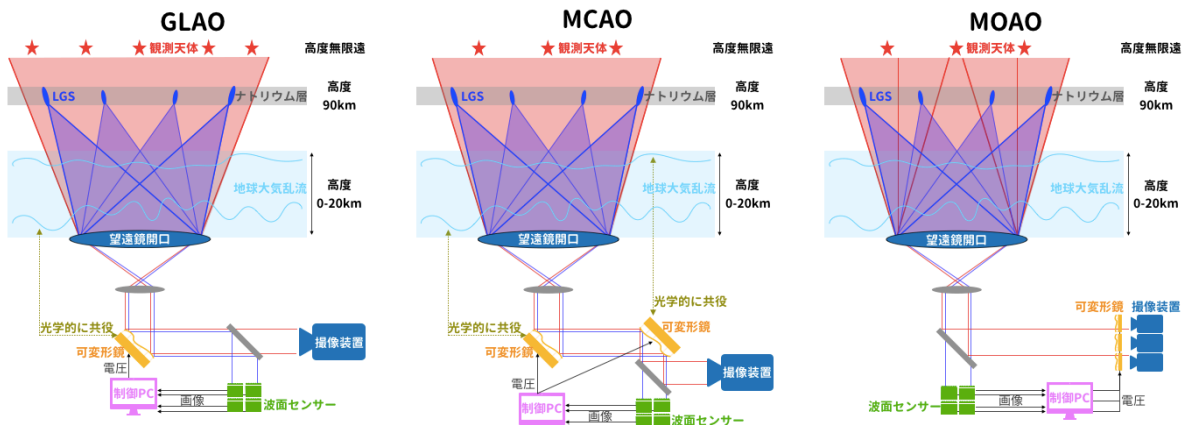 GLAO
観測天体
高度無限遠
LGS
ナトリウム層
高度
90km
地球大気乱流
高度
0-20km
望遠鏡開口
光学的に共役
可変形鏡
撮像装置
電圧
制御PC
画像
波面センサー
MCAO
観測天体
高度無限遠
LGS
ナトリウム層
高度
90km
地球大気乱流
高度
0-20km
望遠鏡開口
光学的に共役
光学的に共役
可変形鏡
可変形鏡
撮像装置
電圧
制御PC
画像
波面センサー
MOAO
観測天体
高度無限遠
LGS
ナトリウム層
高度
90km
地球大気乱流
高度
0-20km
望遠鏡開口
可変形鏡
撮像装置
波面センサー
画像
制御PC
電圧